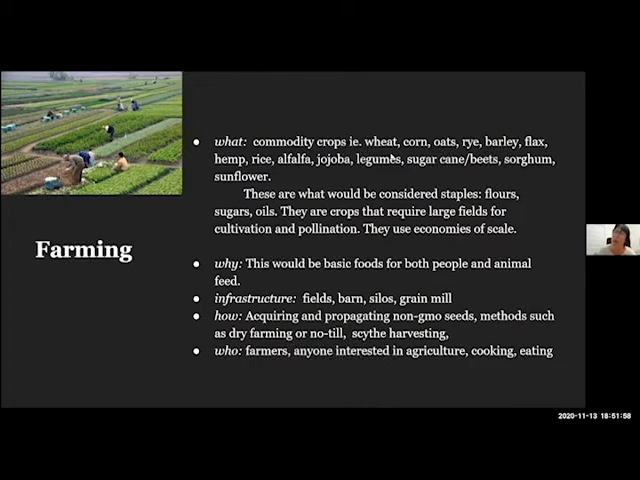 Farming
● what: commodity crops ie. wheat, corn, oats, rye, barley, flax,
hemp, rice, alfalfa, jojoba, legumes, sugar cane/beets, sorghum,
sunflower.
These are what would be considered staples: flours,
sugars, oils. They are crops that require large fields for
cultivation and pollination. They use economies of scale.
● why: This would be basic foods for both people and animal
feed.
● infrastructure: fields, barn, silos, grain mill
● how: Acquiring and propagating non-gmo seeds, methods such
as dry farming or no-till, scythe harvesting,
● who: farmers, anyone interested in agriculture, cooking, eating
2020-11-13 18:51:58